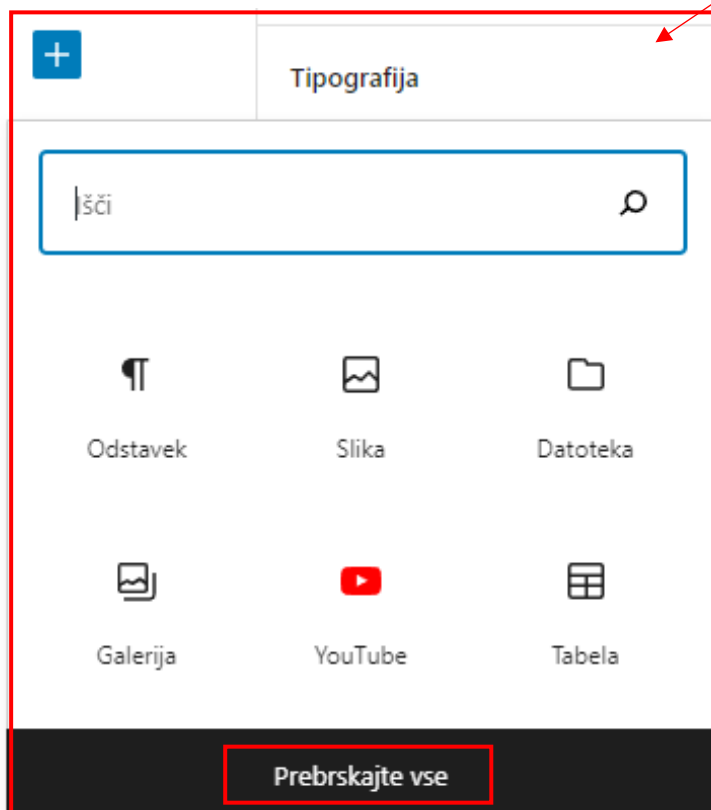 Tipografija
Išči
Odstavek
Slika
Datoteka
Galerija
YouTube
Tabela
Prebrskajte vse